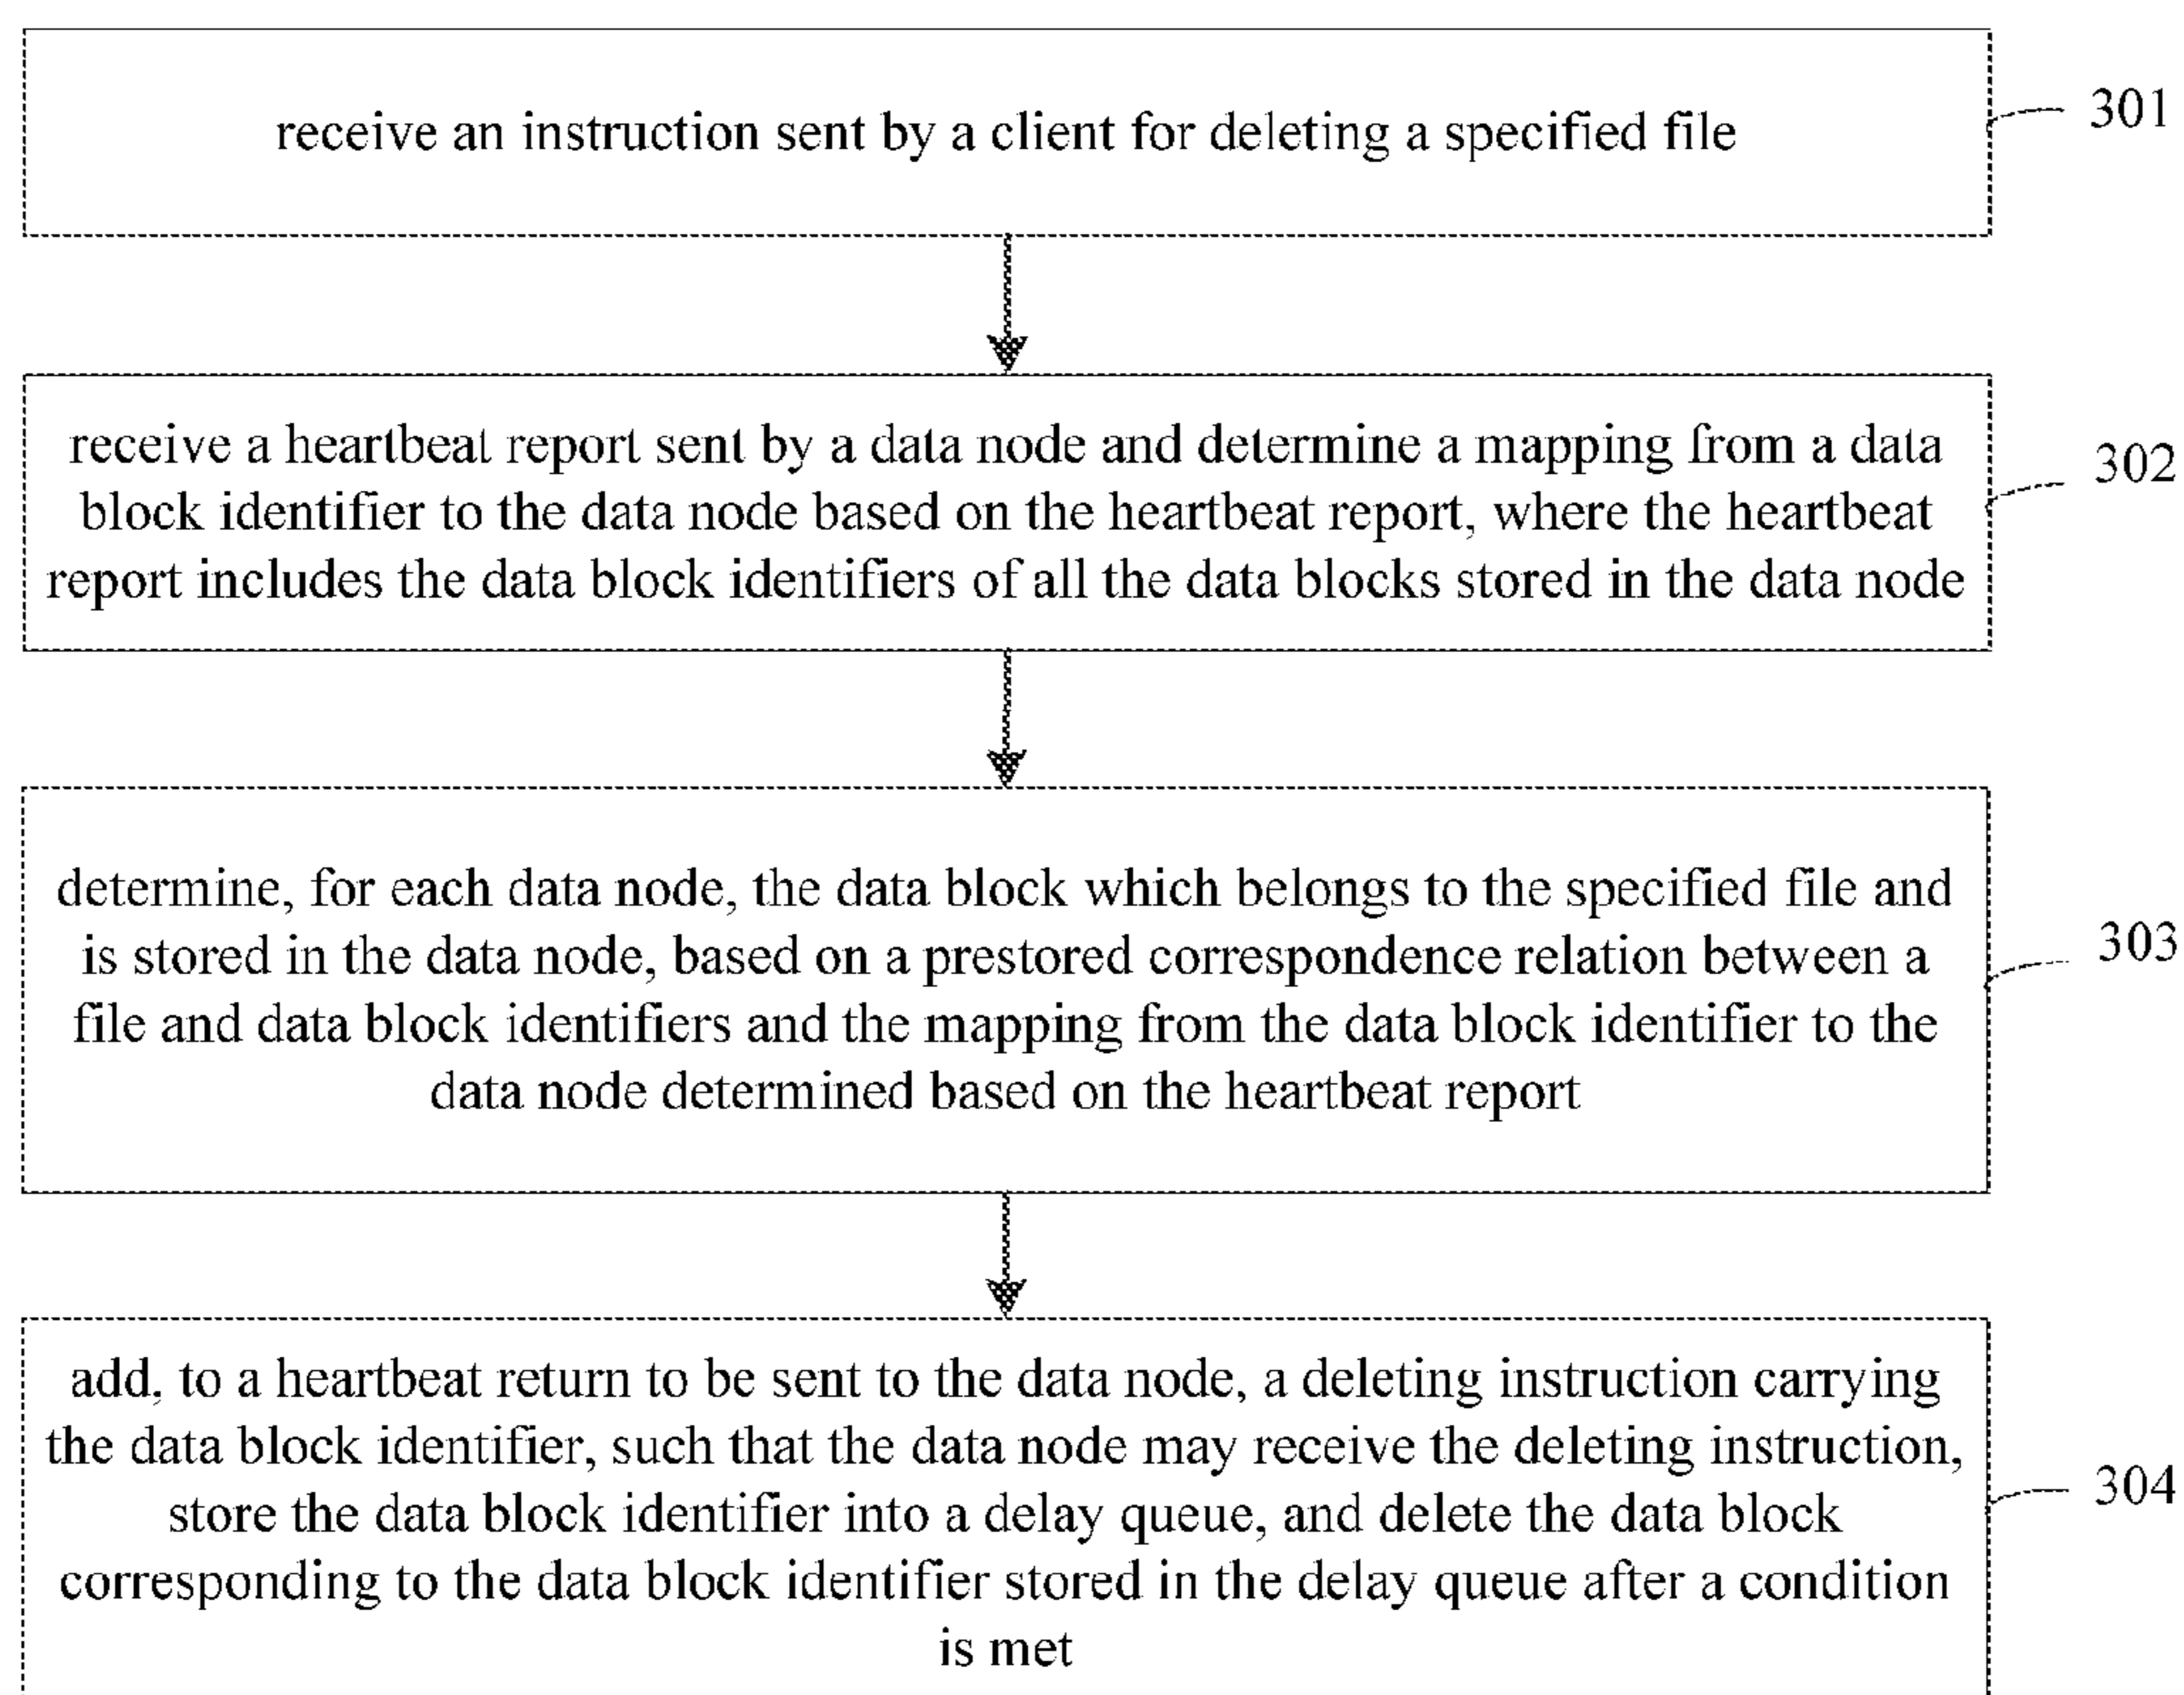 receive an instruction sent by a client for deleting a specified file
301
receive a heartbeat report sent by a data node and determine a mapping from a data
block identifier to the data node based on the heartbeat report, where the heartbeat
report includes the data block identifiers of all the data blocks stored in the data node
302
determine, for each data node, the data block which belongs to the specified file and
is stored in the data node, based on a prestored correspondence relation between a
file and data block identifiers and the mapping from the data block identifier to the
data node determined based on the heartbeat report
303
add, to a heartbeat return to be sent to the data node, a deleting instruction carrying
the data block identifier, such that the data node may receive the deleting instruction,
store the data block identifier into a delay queue, and delete the data block
corresponding to the data block identifier stored in the delay queue after a condition
is met
304